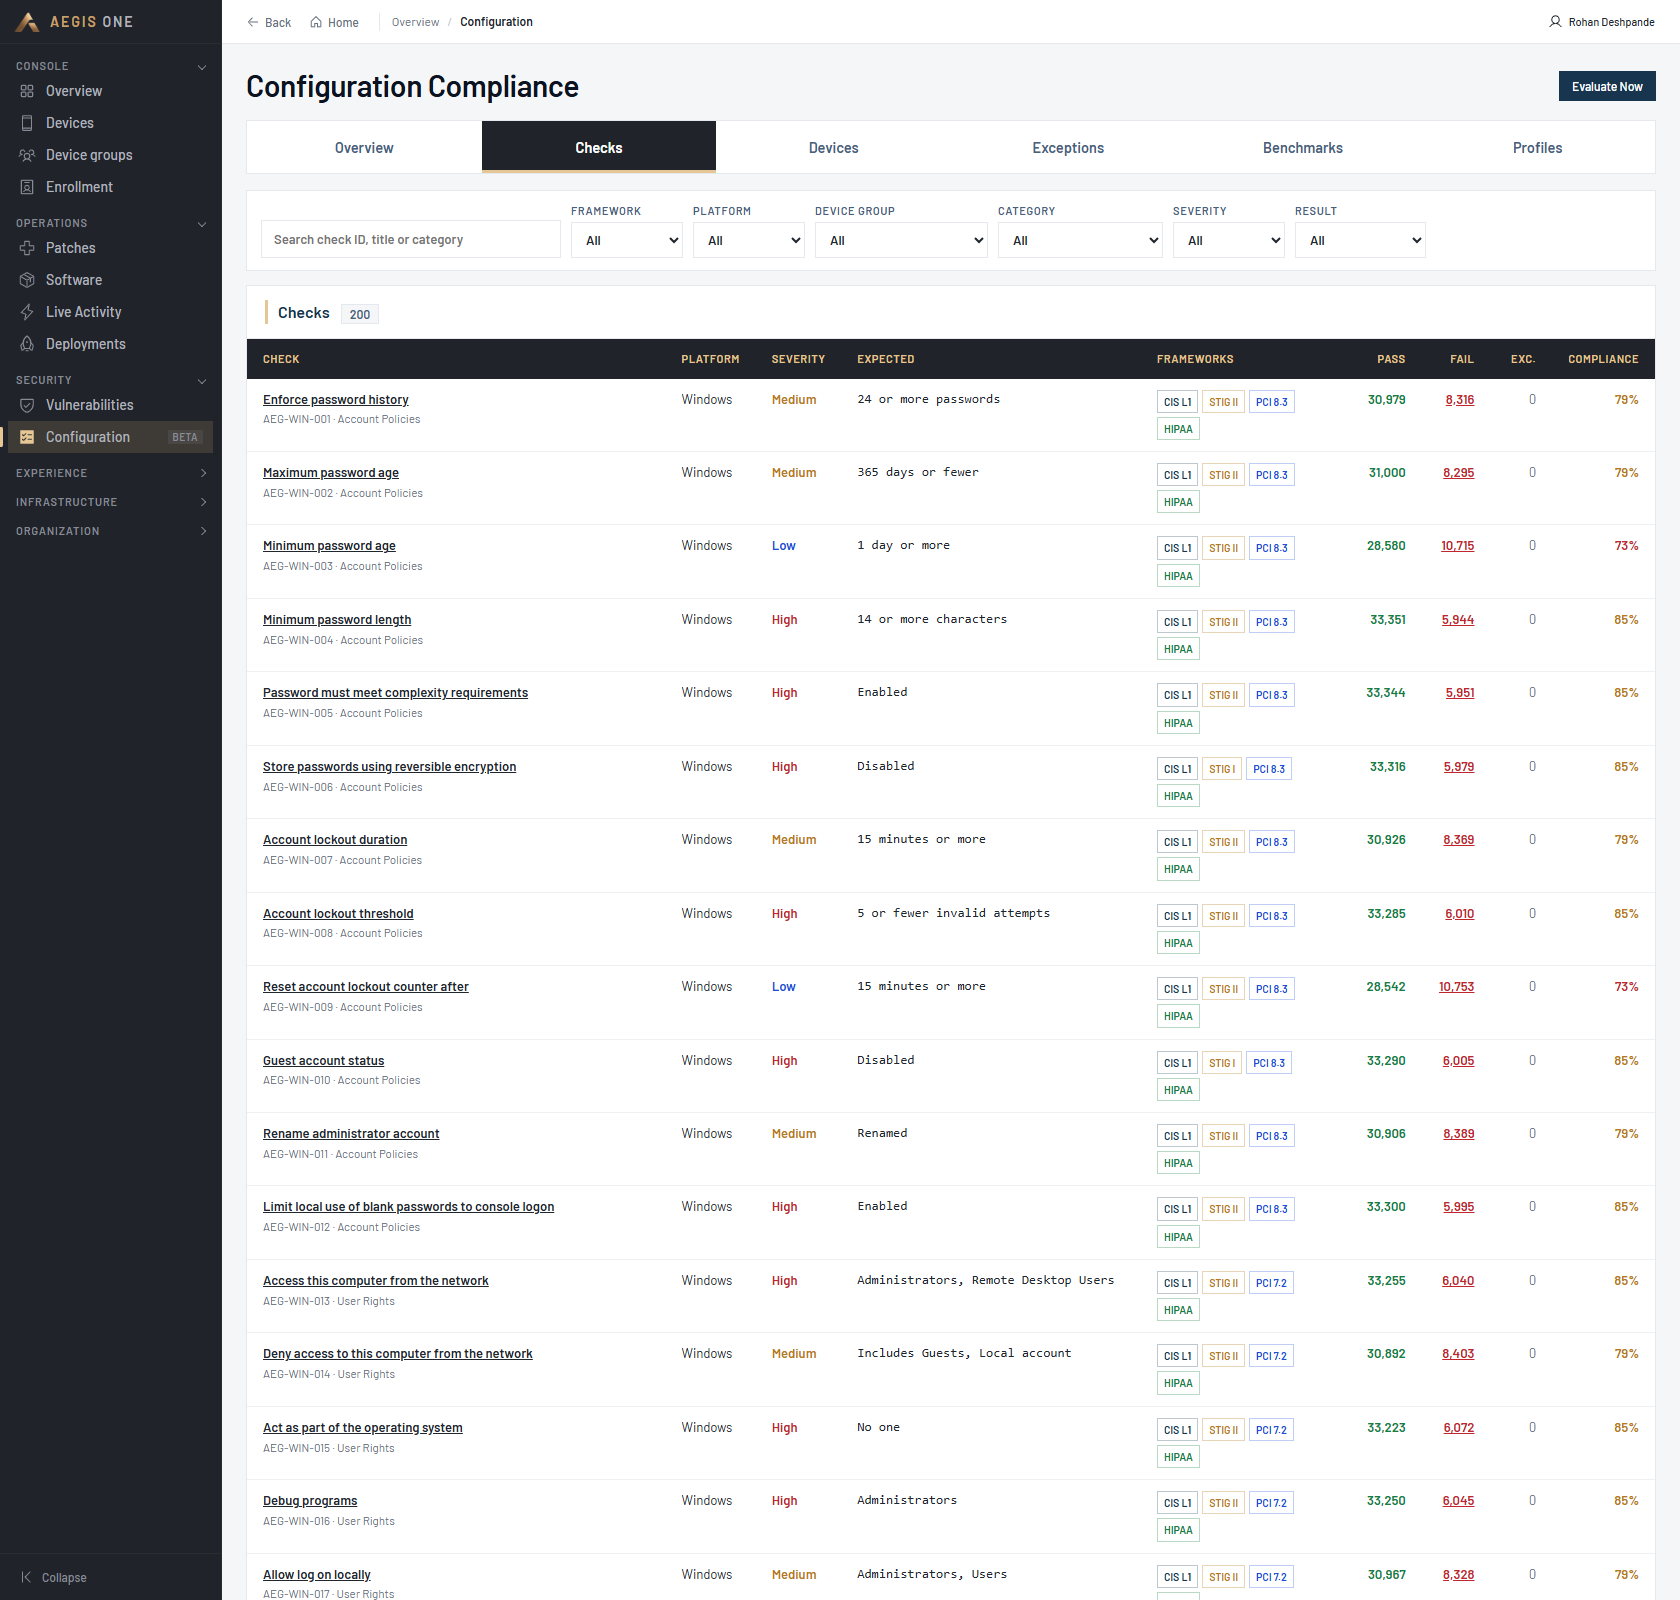 AEGIS ONE
CONSOLE
Overview
Devices
Device groups
Enrollment
OPERATIONS
Patches
Software
Live Activity
Deployments
SECURITY
Vulnerabilities
Configuration BETA
EXPERIENCE
INFRASTRUCTURE
ORGANIZATION
Collapse
Back Home Overview / Configuration Rohan Deshpande
Configuration Compliance Evaluate Now
Overview Checks Devices Exceptions Benchmarks Profiles
FRAMEWORK PLATFORM DEVICE GROUP CATEGORY SEVERITY RESULT
Search check ID, title or category All All All All All All
Checks 200
CHECK PLATFORM SEVERITY EXPECTED FRAMEWORKS PASS FAIL EXC. COMPLIANCE
Enforce password history Windows Medium 24 or more passwords CIS L1 STIG II PCI 8.3 30,979 8,316 0 79%
AEG-WIN-001 · Account Policies HIPAA
Maximum password age Windows Medium 365 days or fewer CIS L1 STIG II PCI 8.3 31,000 8,295 0 79%
AEG-WIN-002 · Account Policies HIPAA
Minimum password age Windows Low 1 day or more CIS L1 STIG II PCI 8.3 28,580 10,715 0 73%
AEG-WIN-003 · Account Policies HIPAA
Minimum password length Windows High 14 or more characters CIS L1 STIG II PCI 8.3 33,351 5,944 0 85%
AEG-WIN-004 · Account Policies HIPAA
Password must meet complexity requirements Windows High Enabled CIS L1 STIG II PCI 8.3 33,344 5,951 0 85%
AEG-WIN-005 · Account Policies HIPAA
Store passwords using reversible encryption Windows High Disabled CIS L1 STIG I PCI 8.3 33,316 5,979 0 85%
AEG-WIN-006 · Account Policies HIPAA
Account lockout duration Windows Medium 15 minutes or more CIS L1 STIG II PCI 8.3 30,926 8,369 0 79%
AEG-WIN-007 · Account Policies HIPAA
Account lockout threshold Windows High 5 or fewer invalid attempts CIS L1 STIG II PCI 8.3 33,285 6,010 0 85%
AEG-WIN-008 · Account Policies HIPAA
Reset account lockout counter after Windows Low 15 minutes or more CIS L1 STIG II PCI 8.3 28,542 10,753 0 73%
AEG-WIN-009 · Account Policies HIPAA
Guest account status Windows High Disabled CIS L1 STIG I PCI 8.3 33,290 6,005 0 85%
AEG-WIN-010 · Account Policies HIPAA
Rename administrator account Windows Medium Renamed CIS L1 STIG II PCI 8.3 30,906 8,389 0 79%
AEG-WIN-011 · Account Policies HIPAA
Limit local use of blank passwords to console logon Windows High Enabled CIS L1 STIG II PCI 8.3 33,300 5,995 0 85%
AEG-WIN-012 · Account Policies HIPAA
Access this computer from the network Windows High Administrators, Remote Desktop Users CIS L1 STIG II PCI 7.2 33,255 6,040 0 85%
AEG-WIN-013 · User Rights HIPAA
Deny access to this computer from the network Windows Medium Includes Guests, Local account CIS L1 STIG II PCI 7.2 30,892 8,403 0 79%
AEG-WIN-014 · User Rights HIPAA
Act as part of the operating system Windows High No one CIS L1 STIG II PCI 7.2 33,223 6,072 0 85%
AEG-WIN-015 · User Rights HIPAA
Debug programs Windows High Administrators CIS L1 STIG II PCI 7.2 33,250 6,045 0 85%
AEG-WIN-016 · User Rights HIPAA
Allow log on locally Windows Medium Administrators, Users CIS L1 STIG II PCI 7.2 30,967 8,328 0 79%
AEG-WIN-017 · User Rights